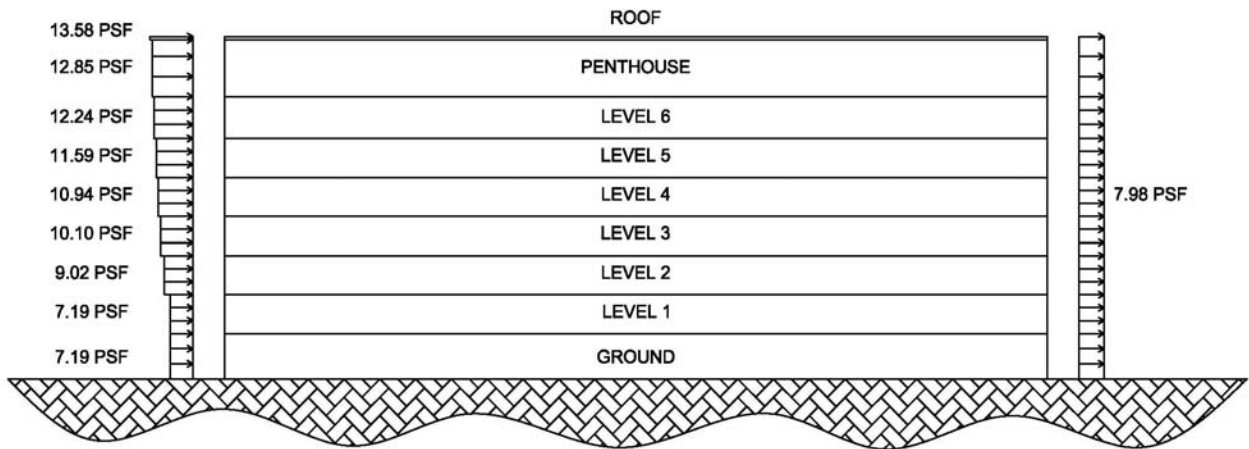 ROOF
13.58 PSF
12.85 PSF
PENTHOUSE
12.24 PSF
LEVEL 6
11.59 PSF
LEVEL 5
10.94 PSF
LEVEL 4
7.98 PSF
10.10 PSF
LEVEL 3
9.02 PSF
LEVEL 2
7.19 PSF
LEVEL 1
7.19 PSF
GROUND